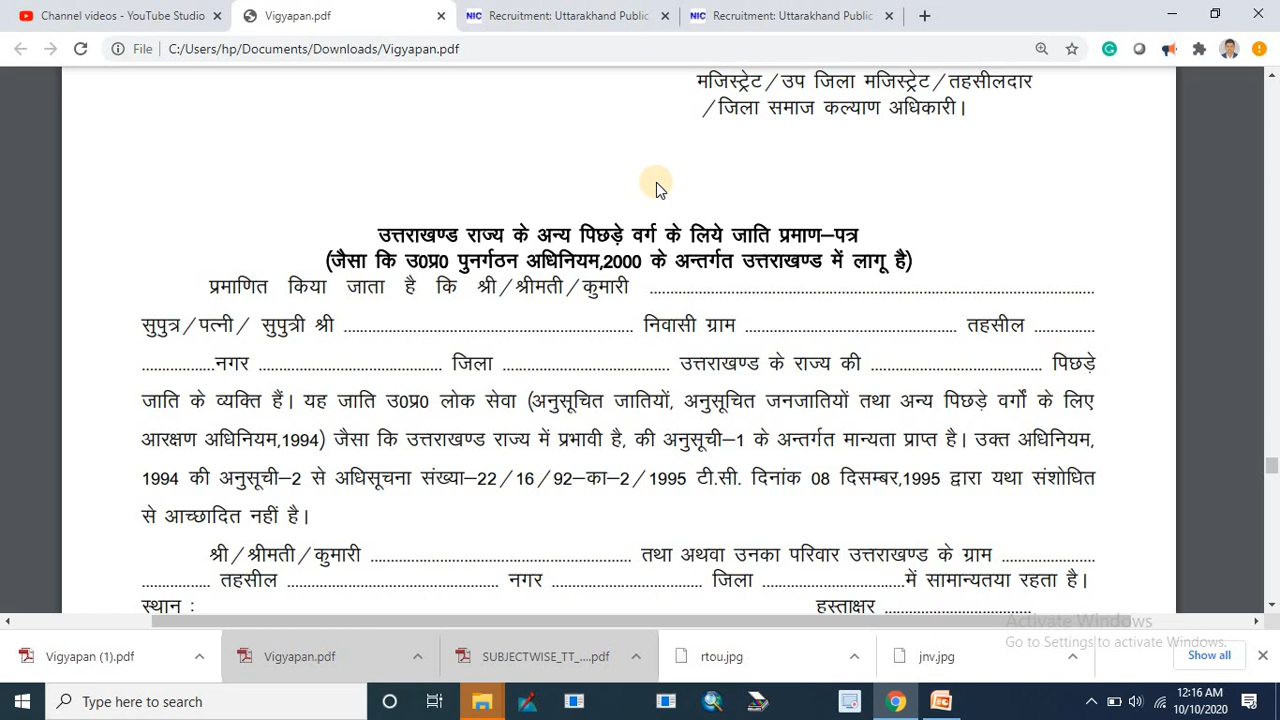 Channel videos - YouTube Studio
Vigyapan.pdf
NIC Recruitment: Uttarakhand Public
NIC Recruitment: Uttarakhand Public
File C:/Users/hp/Documents/Downloads/Vigyapan.pdf
मजिस्ट्रेट/उप जिला मजिस्ट्रेट/तहसीलदार
/जिला समाज कल्याण अधिकारी।
उत्तराखण्ड राज्य के अन्य पिछड़े वर्ग के लिये जाति प्रमाण–पत्र
(जैसा कि उ0प्र0 पुनर्गठन अधिनियम,2000 के अन्तर्गत उत्तराखण्ड में लागू है)
प्रमाणित किया जाता है कि श्री/श्रीमती/कुमारी ..........................................................
सुपुत्र/पत्नी/ सुपुत्री श्री .................................... निवासी ग्राम .......................... तहसील ...............
..................नगर ............................ जिला .......................... उत्तराखण्ड के राज्य की .......................... पिछड़े
जाति के व्यक्ति हैं। यह जाति उ0प्र0 लोक सेवा (अनुसूचित जातियों, अनुसूचित जनजातियों तथा अन्य पिछड़े वर्गों के लिए
आरक्षण अधिनियम,1994) जैसा कि उत्तराखण्ड राज्य में प्रभावी है, की अनुसूची–1 के अन्तर्गत मान्यता प्राप्त है। उक्त अधिनियम,
1994 की अनुसूची–2 से अधिसूचना संख्या–22/16/92–का–2/1995 टी.सी. दिनांक 08 दिसम्बर,1995 द्वारा यथा संशोधित
से आच्छादित नहीं है।
श्री/श्रीमती/कुमारी .................................... तथा अथवा उनका परिवार उत्तराखण्ड के ग्राम ......................
................. तहसील ............................ नगर .......................... जिला ..........................में सामान्यतया रहता है।
स्थान : हस्ताक्षर ....................................
Activate Windows
Go to Settings to activate Windows.
Vigyapan (1).pdf
Vigyapan.pdf
SUBJECTWISE_TT_....pdf
rtou.jpg
jnv.jpg
Show all
Type here to search
12:16 AM
10/10/2020